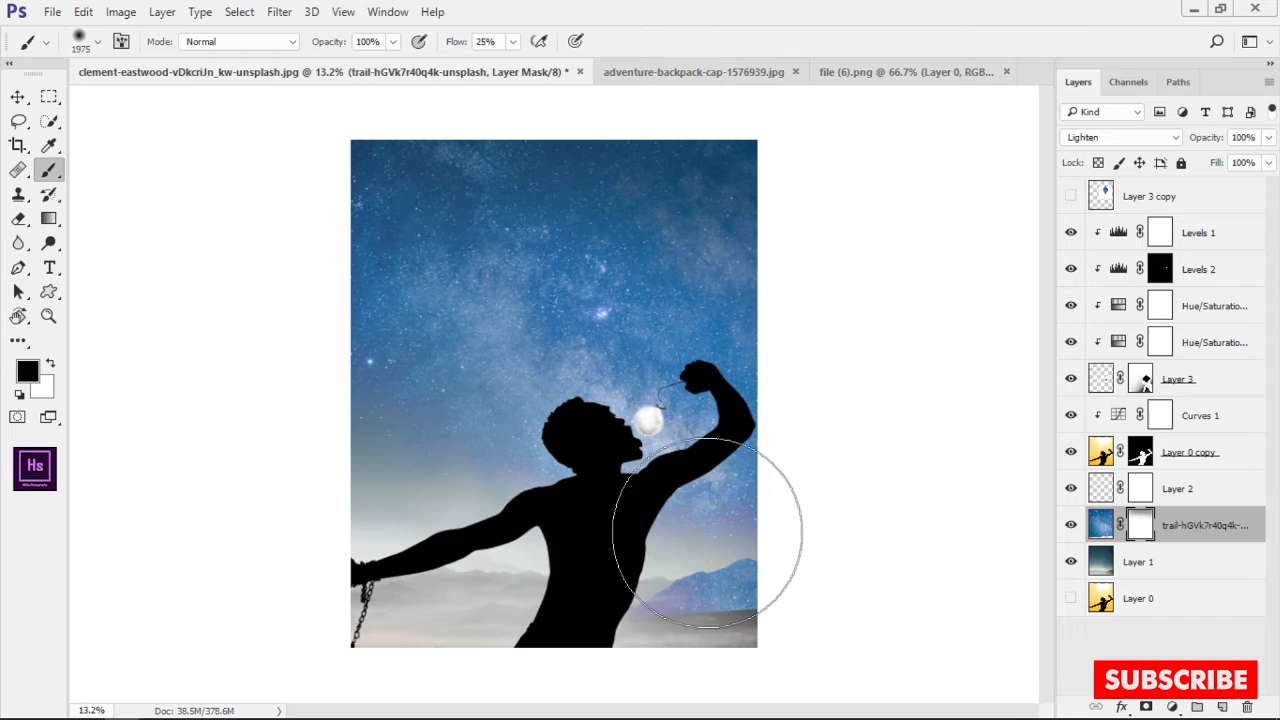 Ps File Edit Image Layer Type Select Filter 3D View Window Help
1975 Mode: Normal Opacity: 100% Flow: 25%
clement-eastwood-vDkcriJn_kw-unsplash.jpg @ 13.2% (trail-hGVk7r40q4k-unsplash, Layer Mask/8) * adventure-backpack-cap-1576939.jpg file (6).png @ 66.7% (Layer 0, RGB...
Layers Channels Paths
Kind
Lighten Opacity: 100%
Lock: Fill: 100%
Layer 3 copy
Levels 1
Levels 2
Hue/Saturatio...
Hue/Saturatio...
Layer 3
Curves 1
Layer 0 copy
Layer 2
trail-hGVk7r40q4k-...
Layer 1
Layer 0
Hs
SUBSCRIBE
13.2% Doc: 38.5M/378.6M
fx